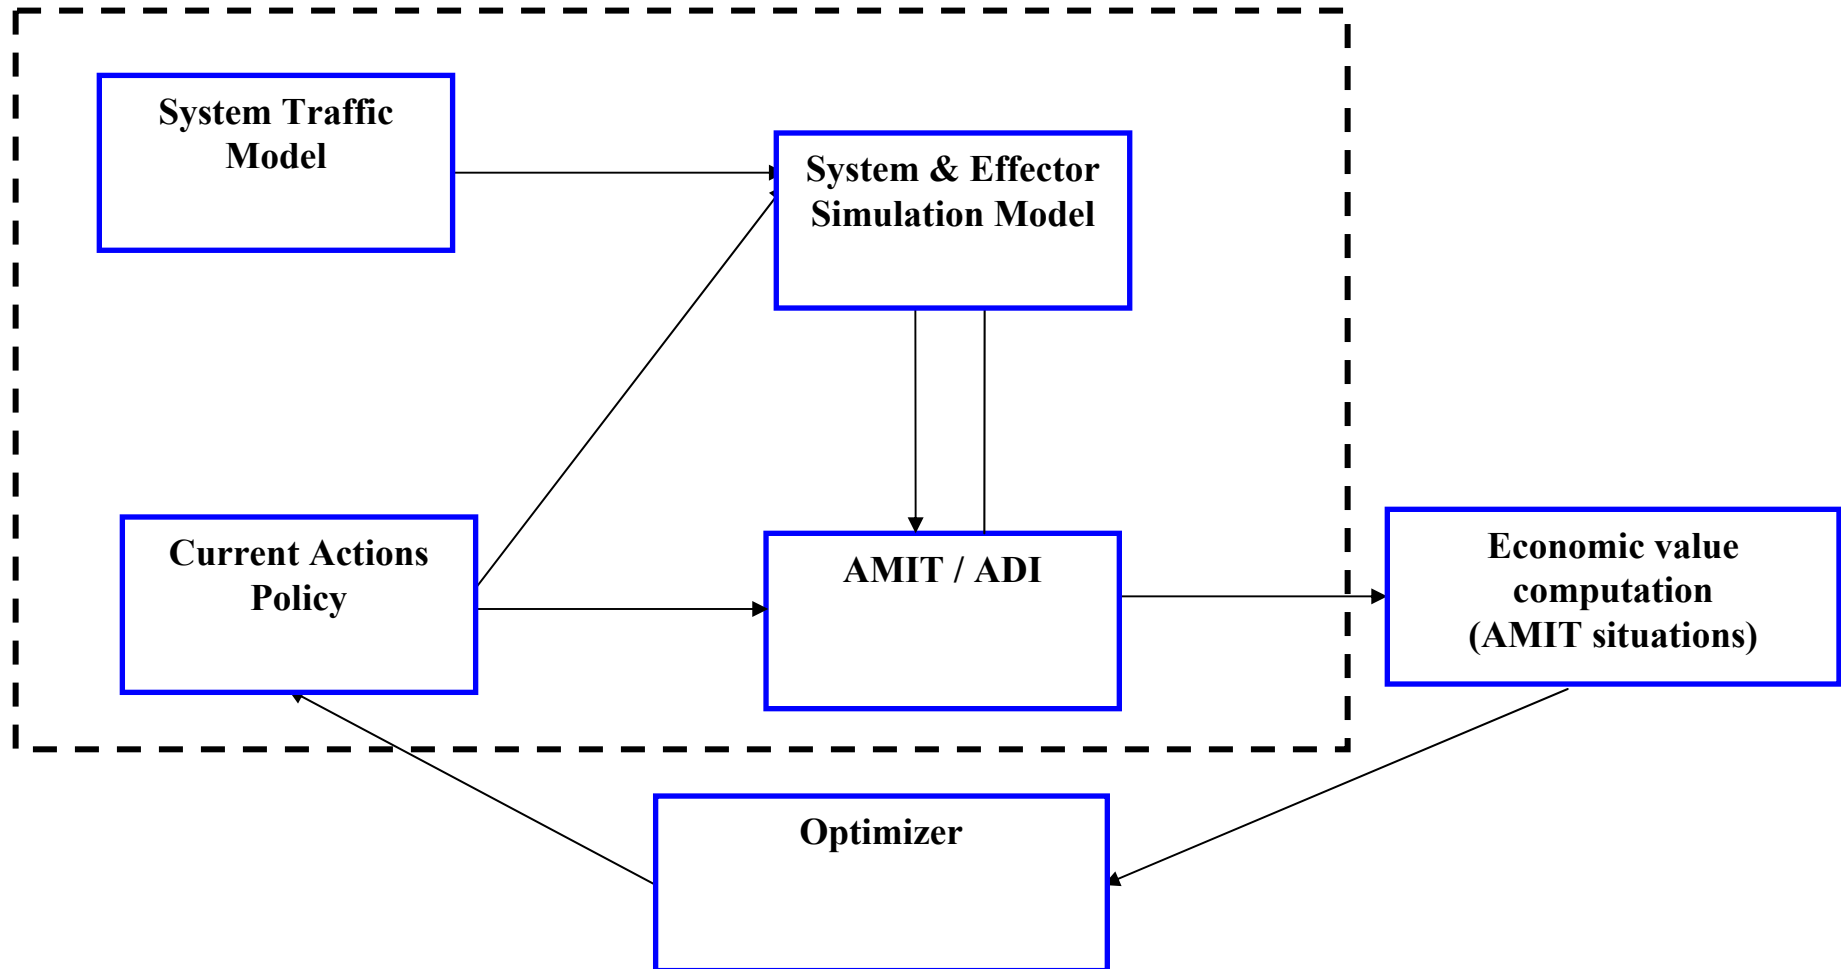 System Traffic
Model
System & Effector
Simulation Model
Current Actions
Policy
AMIT / ADI
Economic value
computation
(AMIT situations)
Optimizer